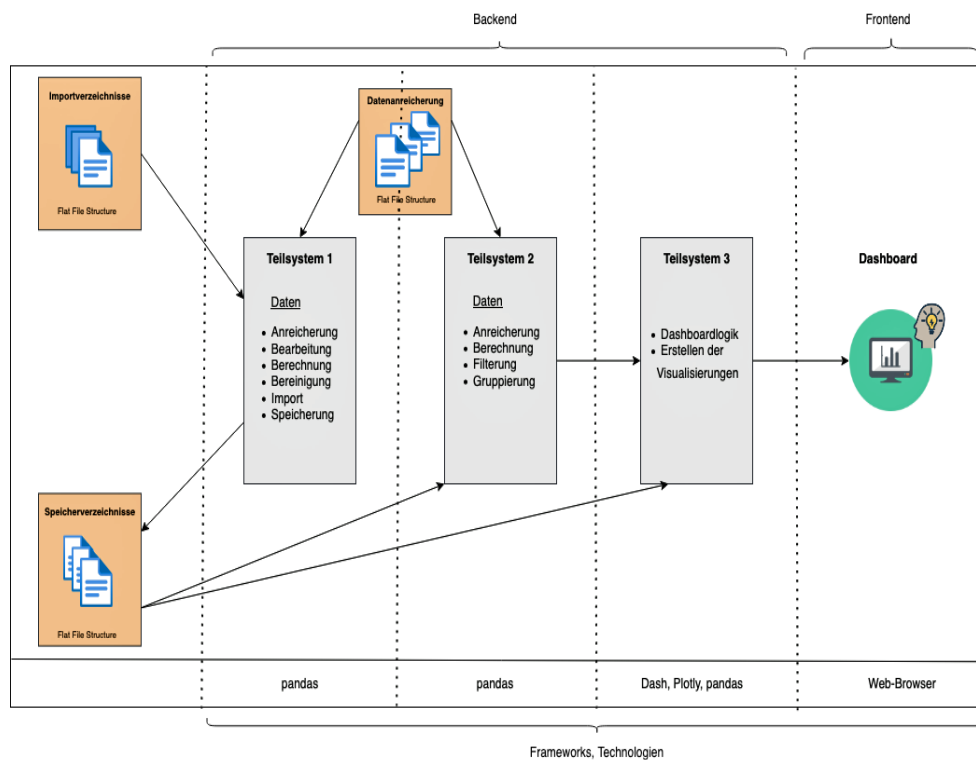 Backend
Frontend
Importverzeichnisse
Flat File Structure
Datenanreicherung
Flat File Structure
Teilsystem 1
Daten
• Anreicherung
• Bearbeitung
• Berechnung
• Bereinigung
• Import
• Speicherung
Teilsystem 2
Daten
• Anreicherung
• Berechnung
• Filterung
• Gruppierung
Teilsystem 3
• Dashboardlogik
• Erstellen der
Visualisierungen
Dashboard
Speicherverzeichnisse
Flat File Structure
pandas
pandas
Dash, Plotly, pandas
Web-Browser
Frameworks, Technologien